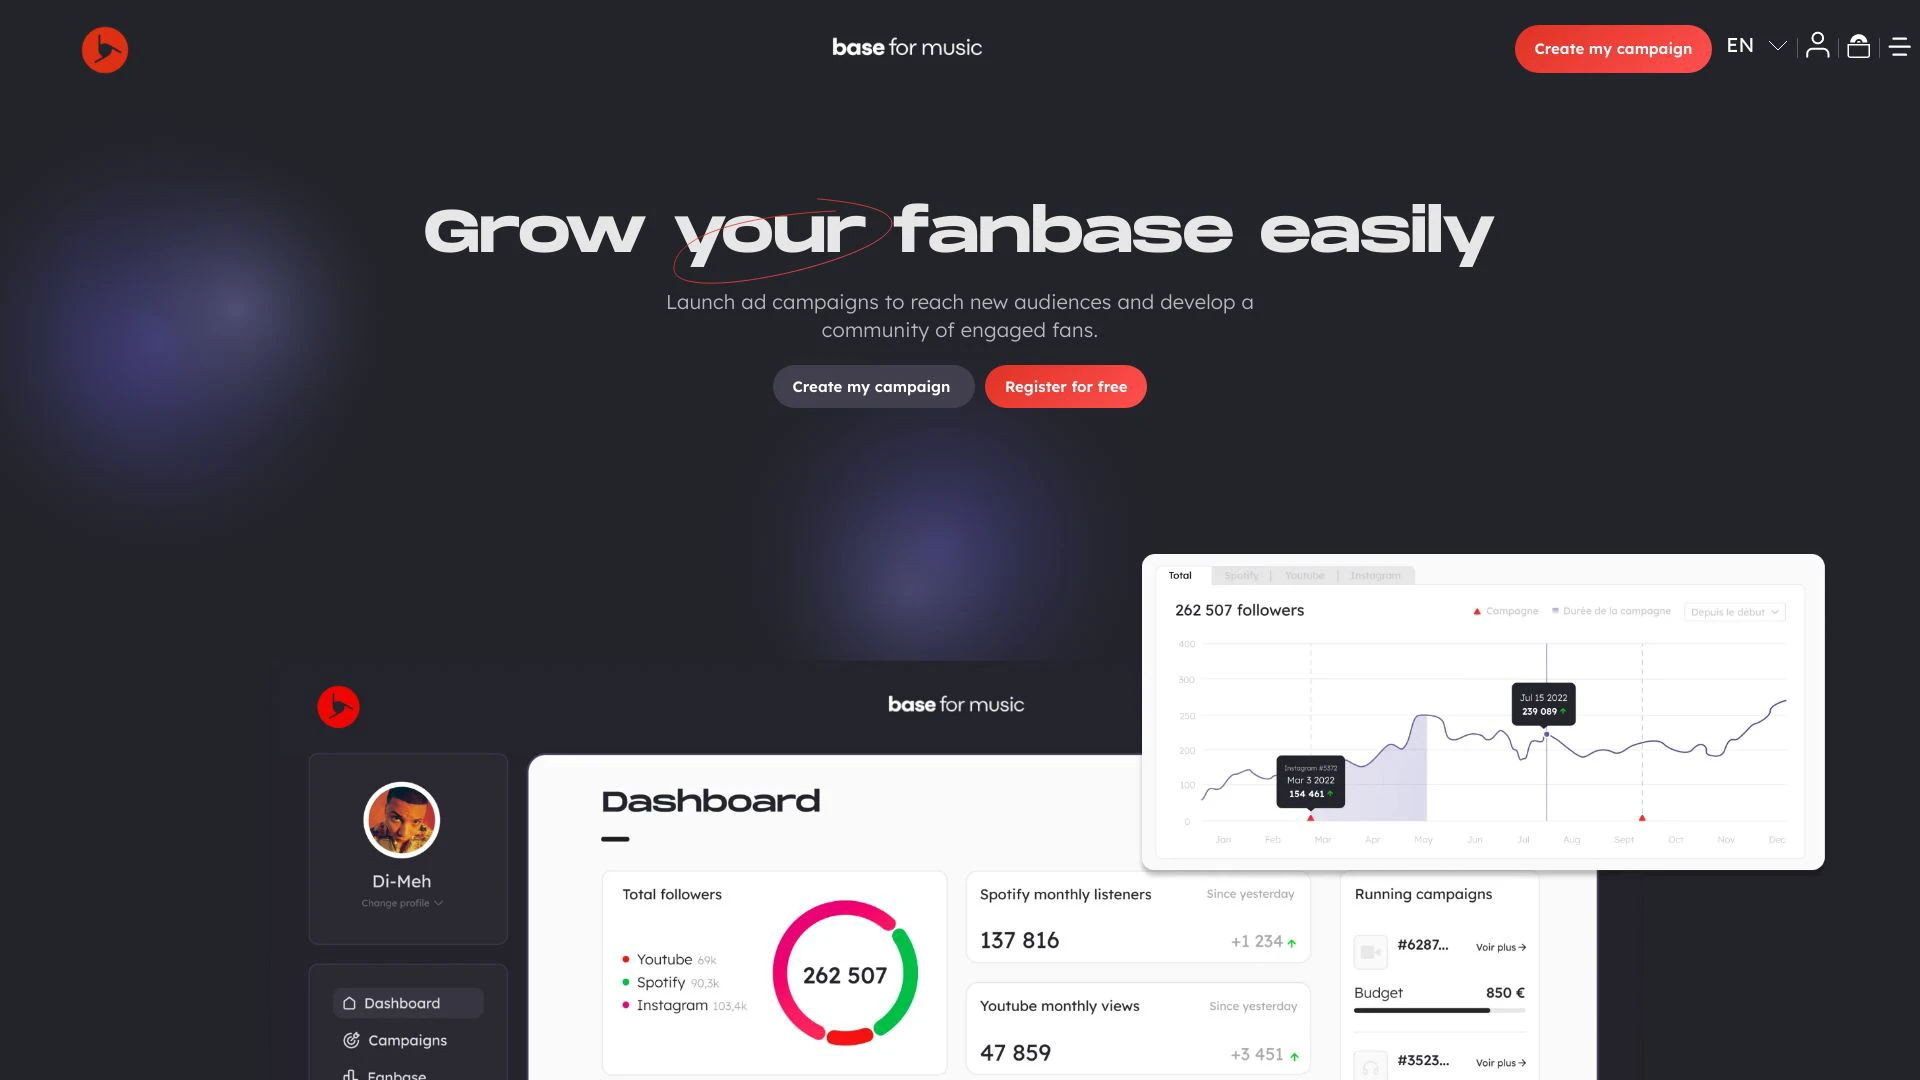 base for music
Create my campaign
EN
Grow your fanbase easily
Launch ad campaigns to reach new audiences and develop a
community of engaged fans.
Create my campaign
Register for free
Total
Spotify
Youtube
Instagram
262 507 followers
Campagne
Durée de la campagne
Depuis le début
400
300
250
200
100
0
Jul 15 2022
239 089
Instagram #5372
Mar 3 2022
154 461
Jan
Feb
Mar
Apr
May
Jun
Jul
Aug
Sept
Oct
Nov
Dec
base for music
Di-Meh
Change profile
Dashboard
Campaigns
Fanbase
Dashboard
Total followers
Youtube 69k
Spotify 90,3k
Instagram 103,4k
262 507
Spotify monthly listeners
Since yesterday
137 816
+1 234
Youtube monthly views
Since yesterday
47 859
+3 451
Running campaigns
#6287...
Voir plus
Budget
850 €
#3523...
Voir plus